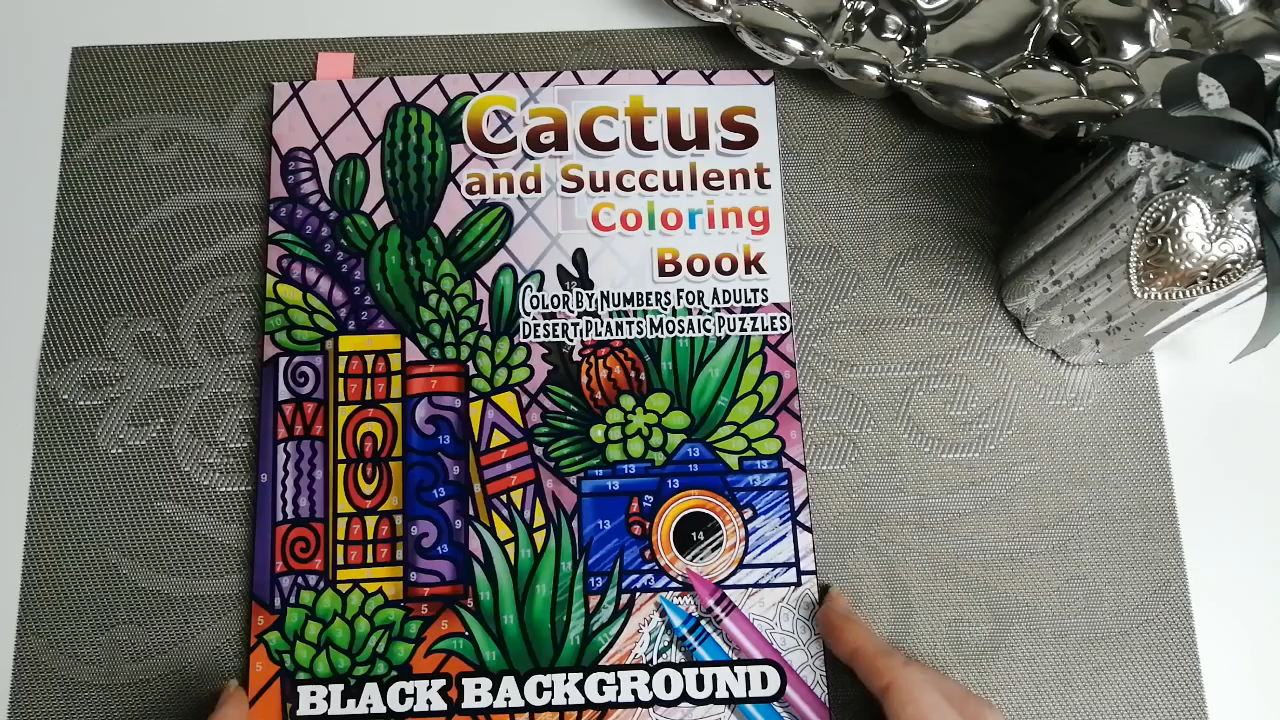 Cactus
and Succulent
Coloring
Book
Color By Numbers For Adults
Desert Plants Mosaic Puzzles
BLACK BACKGROUND